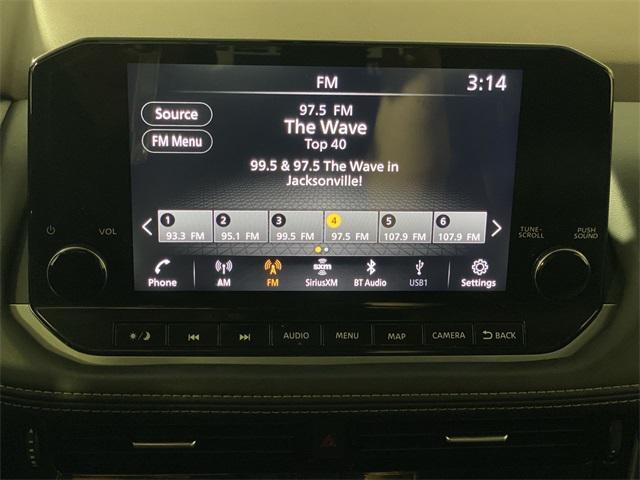 FM
3:14
Source
FM Menu
97.5 FM
The Wave
Top 40
99.5 & 97.5 The Wave in
Jacksonville!
1 2 3 4 5 6
93.3 FM 95.1 FM 99.5 FM 97.5 FM 107.9 FM 107.9 FM
VOL
TUNE-
SCROLL
PUSH
SOUND
sxm
Phone AM FM SiriusXM BT Audio USB1 Settings
AUDIO MENU MAP CAMERA BACK